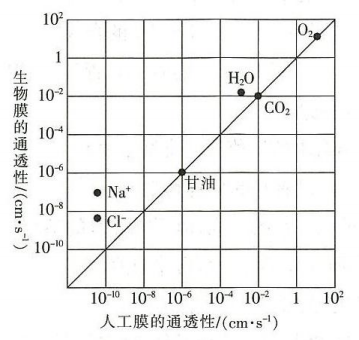 生物膜的通透性/(cm·s⁻¹)
10²
1
10⁻²
10⁻⁴
10⁻⁶
10⁻⁸
10⁻¹⁰
O₂
H₂O
CO₂
甘油
Na⁺
Cl⁻
10⁻¹⁰ 10⁻⁸ 10⁻⁶ 10⁻⁴ 10⁻² 1 10²
人工膜的通透性/(cm·s⁻¹)